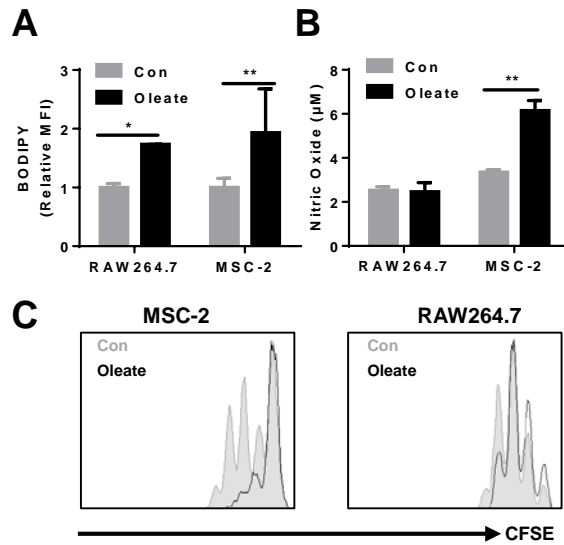 A
BODIPY
(Relative MFI)
3
2
1
0
Con
Oleate
*
**
RAW264.7
MSC-2
B
Nitric Oxide (µM)
8
6
4
2
0
Con
Oleate
**
RAW264.7
MSC-2
C
MSC-2
Con
Oleate
RAW264.7
Con
Oleate
CFSE